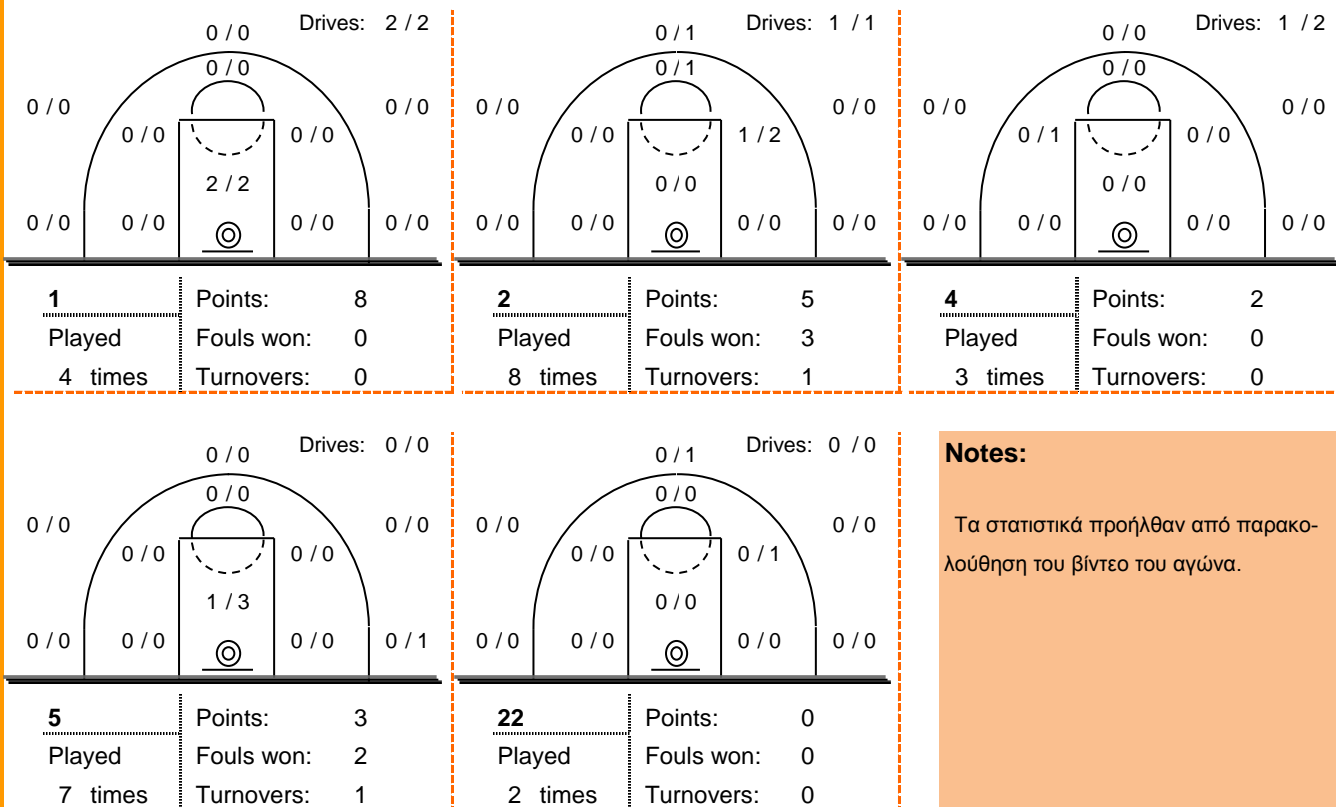 0 / 0 Drives: 2 / 2
0 / 0
0 / 0 0 / 0
0 / 0 0 / 0
2 / 2
0 / 0 0 / 0 0 / 0 0 / 0
1 Points: 8
Played Fouls won: 0
4 times Turnovers: 0
0 / 1 Drives: 1 / 1
0 / 1
0 / 0 0 / 0
0 / 0 1 / 2
0 / 0
0 / 0 0 / 0 0 / 0 0 / 0
2 Points: 5
Played Fouls won: 3
8 times Turnovers: 1
0 / 0 Drives: 1 / 2
0 / 0
0 / 0 0 / 0
0 / 1 0 / 0
0 / 0
0 / 0 0 / 0 0 / 0 0 / 0
4 Points: 2
Played Fouls won: 0
3 times Turnovers: 0
0 / 0 Drives: 0 / 0
0 / 0
0 / 0 0 / 0
0 / 0 0 / 0
1 / 3
0 / 0 0 / 0 0 / 0 0 / 1
5 Points: 3
Played Fouls won: 2
7 times Turnovers: 1
0 / 1 Drives: 0 / 0
0 / 0
0 / 0 0 / 0
0 / 0 0 / 1
0 / 0
0 / 0 0 / 0 0 / 0 0 / 0
22 Points: 0
Played Fouls won: 0
2 times Turnovers: 0
Notes:
Τα στατιστικά προήλθαν από παρακο-
λούθηση του βίντεο του αγώνα.